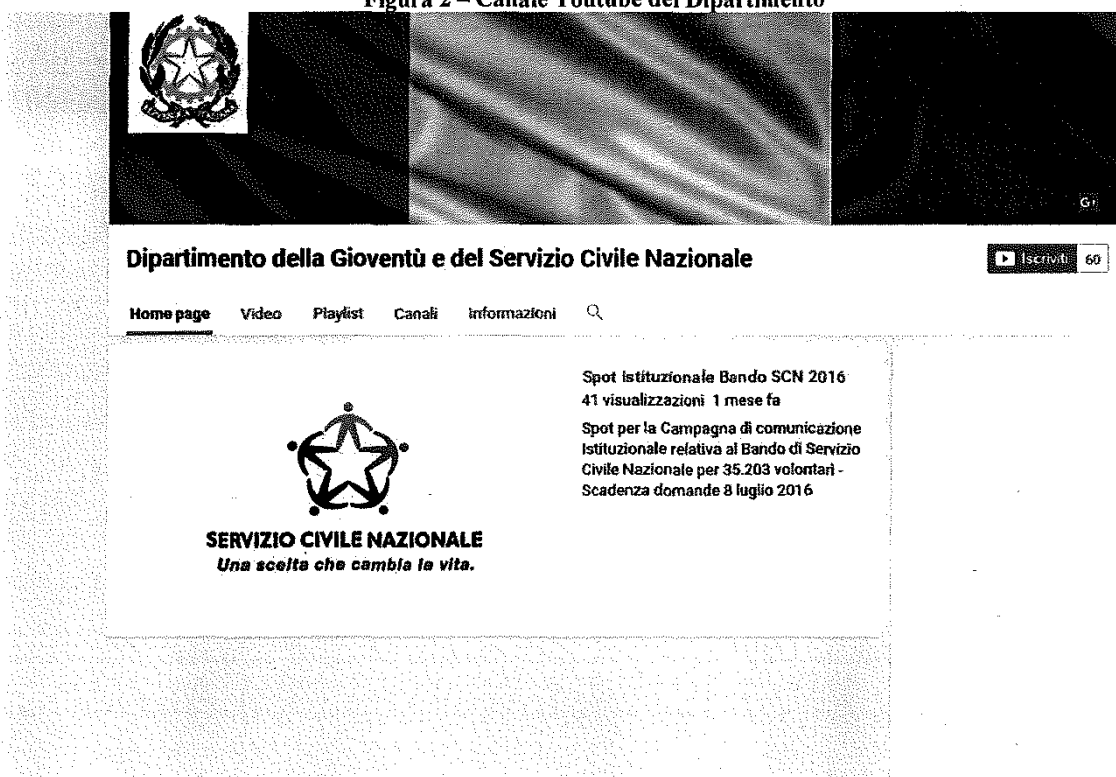 Figura 2 – Canale Youtube del Dipartimento
G+
Dipartimento della Gioventù e del Servizio Civile Nazionale
Iscriviti 60
Home page Video Playlist Canali Informazioni
Spot Istituzionale Bando SCN 2016
41 visualizzazioni 1 mese fa
Spot per la Campagna di comunicazione
Istituzionale relativa al Bando di Servizio
Civile Nazionale per 35.203 volontari -
Scadenza domande 8 luglio 2016
SERVIZIO CIVILE NAZIONALE
Una scelta che cambia la vita.